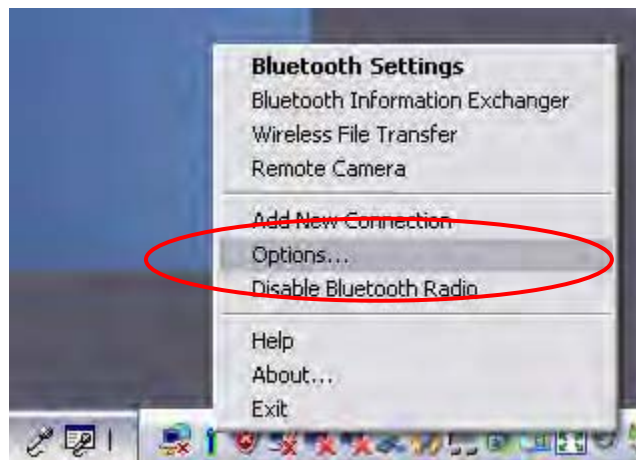 Bluetooth Settings
Bluetooth Information Exchanger
Wireless File Transfer
Remote Camera
Add New Connection
Options...
Disable Bluetooth Radio
Help
About...
Exit